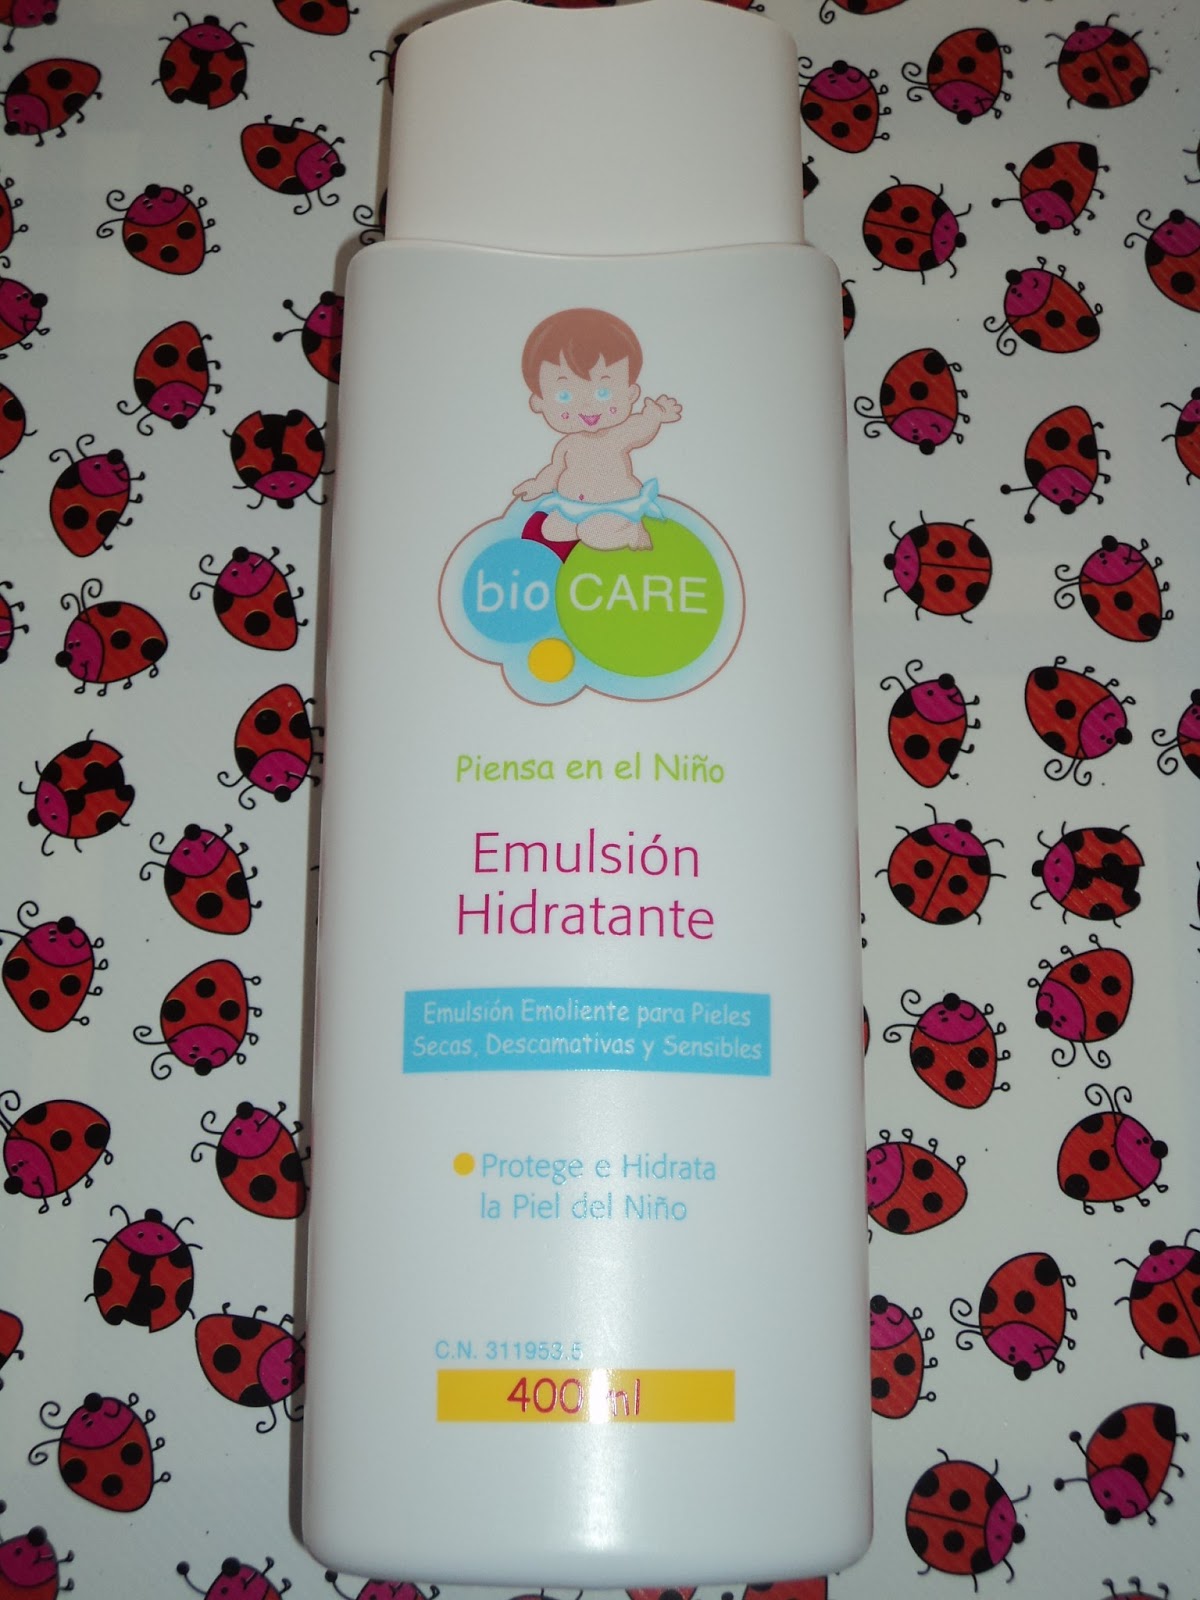 bio CARE
Piensa en el Niño
Emulsión
Hidratante
Emulsión Emoliente para Pieles
Secas, Descamativas y Sensibles
Protege e Hidrata
la Piel del Niño
C.N. 311953.5
400 ml